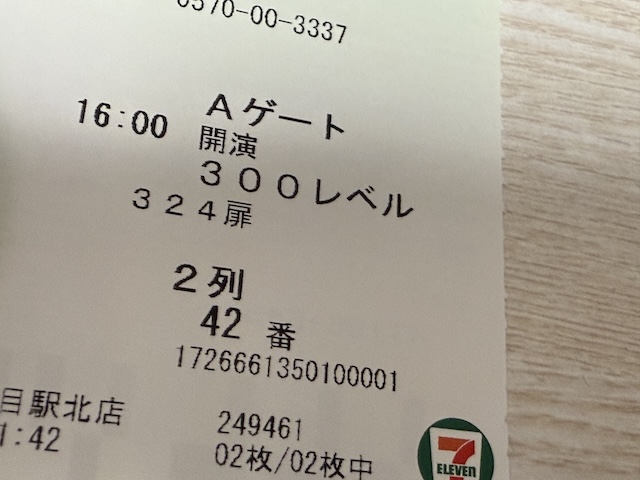 0570-00-3337
Aゲート
16:00 開演
300レベル
324扉
2列
42 番
1726661350100001
目駅北店 249461
1:42 02枚/02枚中
7
ELEVEN